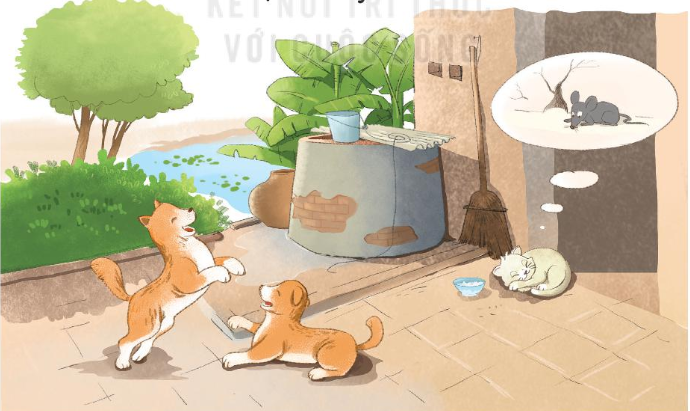 KẾT NỐI TRI THỨC
VỚI CUỘC SỐNG